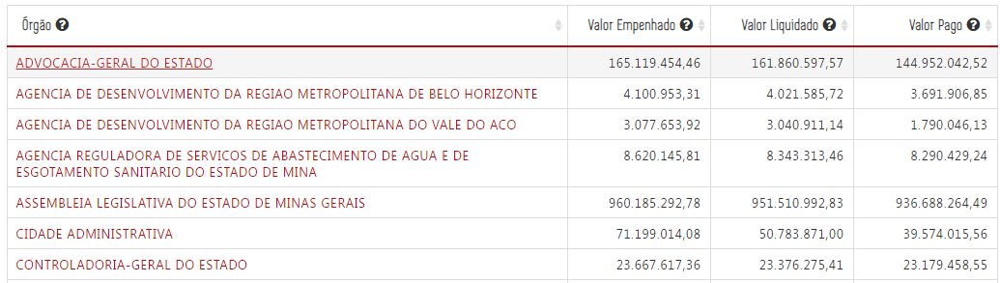 Órgão Valor Empenhado Valor Liquidado Valor Pago
ADVOCACIA-GERAL DO ESTADO 165.119.454,46 161.860.597,57 144.952.042,52
AGENCIA DE DESENVOLVIMENTO DA REGIAO METROPOLITANA DE BELO HORIZONTE 4.100.953,31 4.021.585,72 3.691.906,85
AGENCIA DE DESENVOLVIMENTO DA REGIAO METROPOLITANA DO VALE DO ACO 3.077.653,92 3.040.911,14 1.790.046,13
AGENCIA REGULADORA DE SERVICOS DE ABASTECIMENTO DE AGUA E DE 8.620.145,81 8.343.313,46 8.290.429,24
ESGOTAMENTO SANITARIO DO ESTADO DE MINA
ASSEMBLEIA LEGISLATIVA DO ESTADO DE MINAS GERAIS 960.185.292,78 951.510.992,83 936.688.264,49
CIDADE ADMINISTRATIVA 71.199.014,08 50.783.871,00 39.574.015,56
CONTROLADORIA-GERAL DO ESTADO 23.667.617,36 23.376.275,41 23.179.458,55